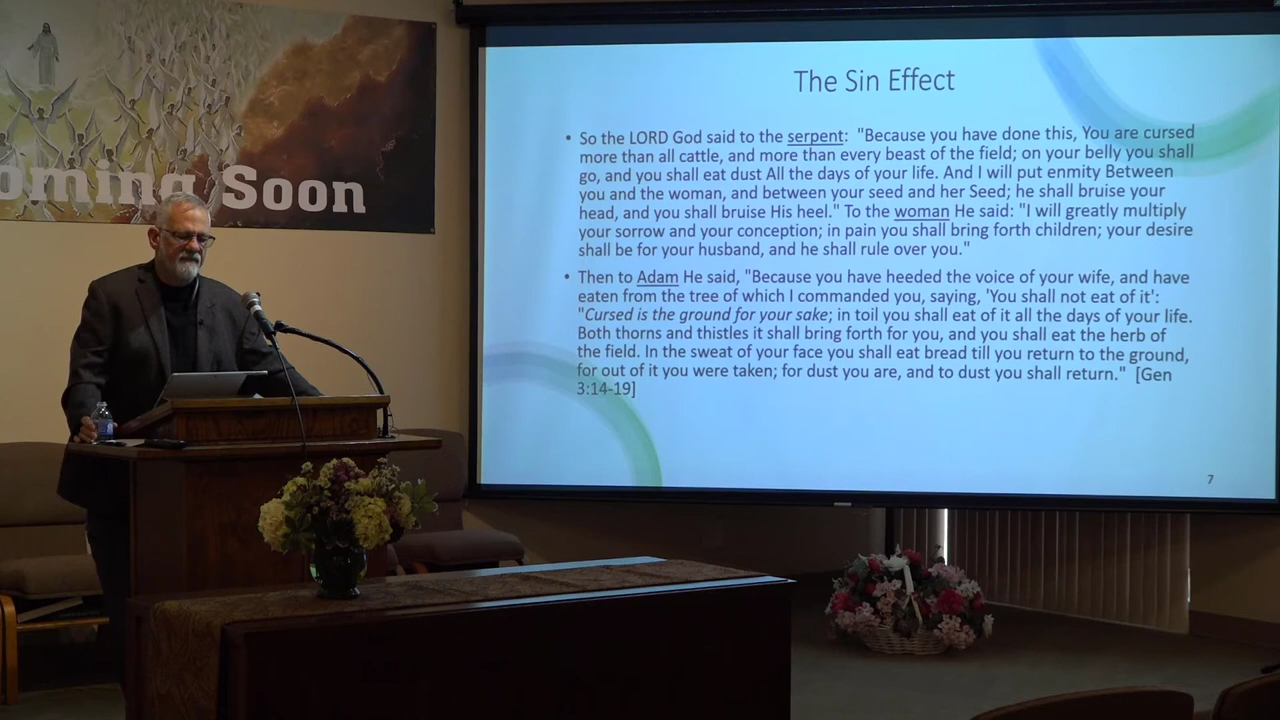 oming Soon
The Sin Effect
• So the LORD God said to the serpent: "Because you have done this, You are cursed
more than all cattle, and more than every beast of the field; on your belly you shall
go, and you shall eat dust All the days of your life. And I will put enmity Between
you and the woman, and between your seed and her Seed; he shall bruise your
head, and you shall bruise His heel." To the woman He said: "I will greatly multiply
your sorrow and your conception; in pain you shall bring forth children; your desire
shall be for your husband, and he shall rule over you."
• Then to Adam He said, "Because you have heeded the voice of your wife, and have
eaten from the tree of which I commanded you, saying, 'You shall not eat of it':
"Cursed is the ground for your sake; in toil you shall eat of it all the days of your life.
Both thorns and thistles it shall bring forth for you, and you shall eat the herb of
the field. In the sweat of your face you shall eat bread till you return to the ground,
for out of it you were taken; for dust you are, and to dust you shall return." [Gen
3:14-19]
7